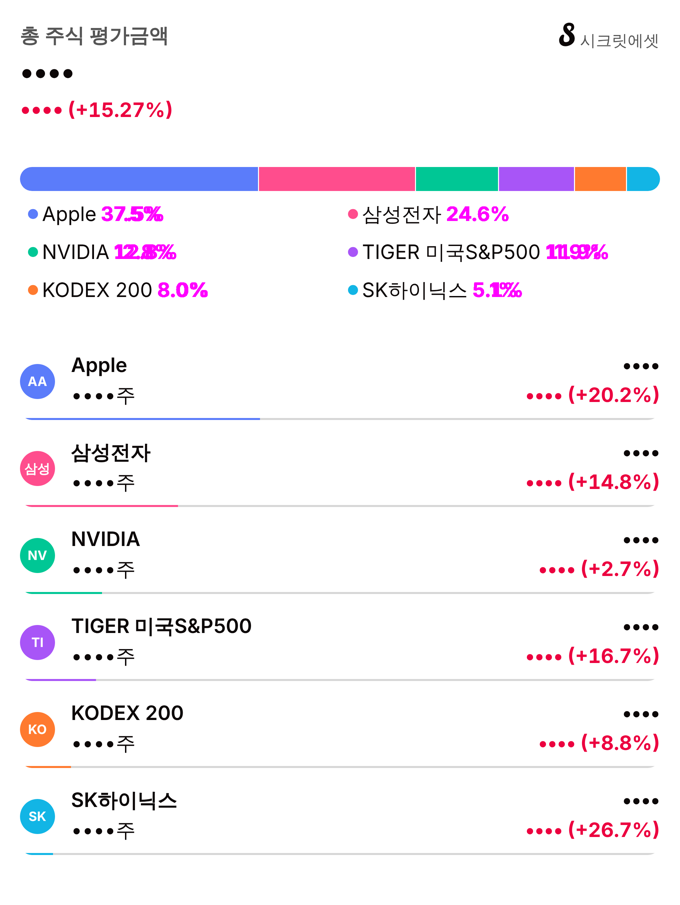 총 주식 평가금액
S 시크릿에셋
••••
•••• (+15.27%)
Apple 37.5% 삼성전자 24.6%
NVIDIA TIGER 미국S&P500
KODEX 200 8.0% SK하이닉스
AA Apple ••••
••••주 •••• (+20.2%)
삼성 삼성전자 ••••
••••주 •••• (+14.8%)
NV NVIDIA ••••
••••주 •••• (+2.7%)
TI TIGER 미국S&P500 ••••
••••주 •••• (+16.7%)
KO KODEX 200 ••••
••••주 •••• (+8.8%)
SK SK하이닉스 ••••
••••주 •••• (+26.7%)